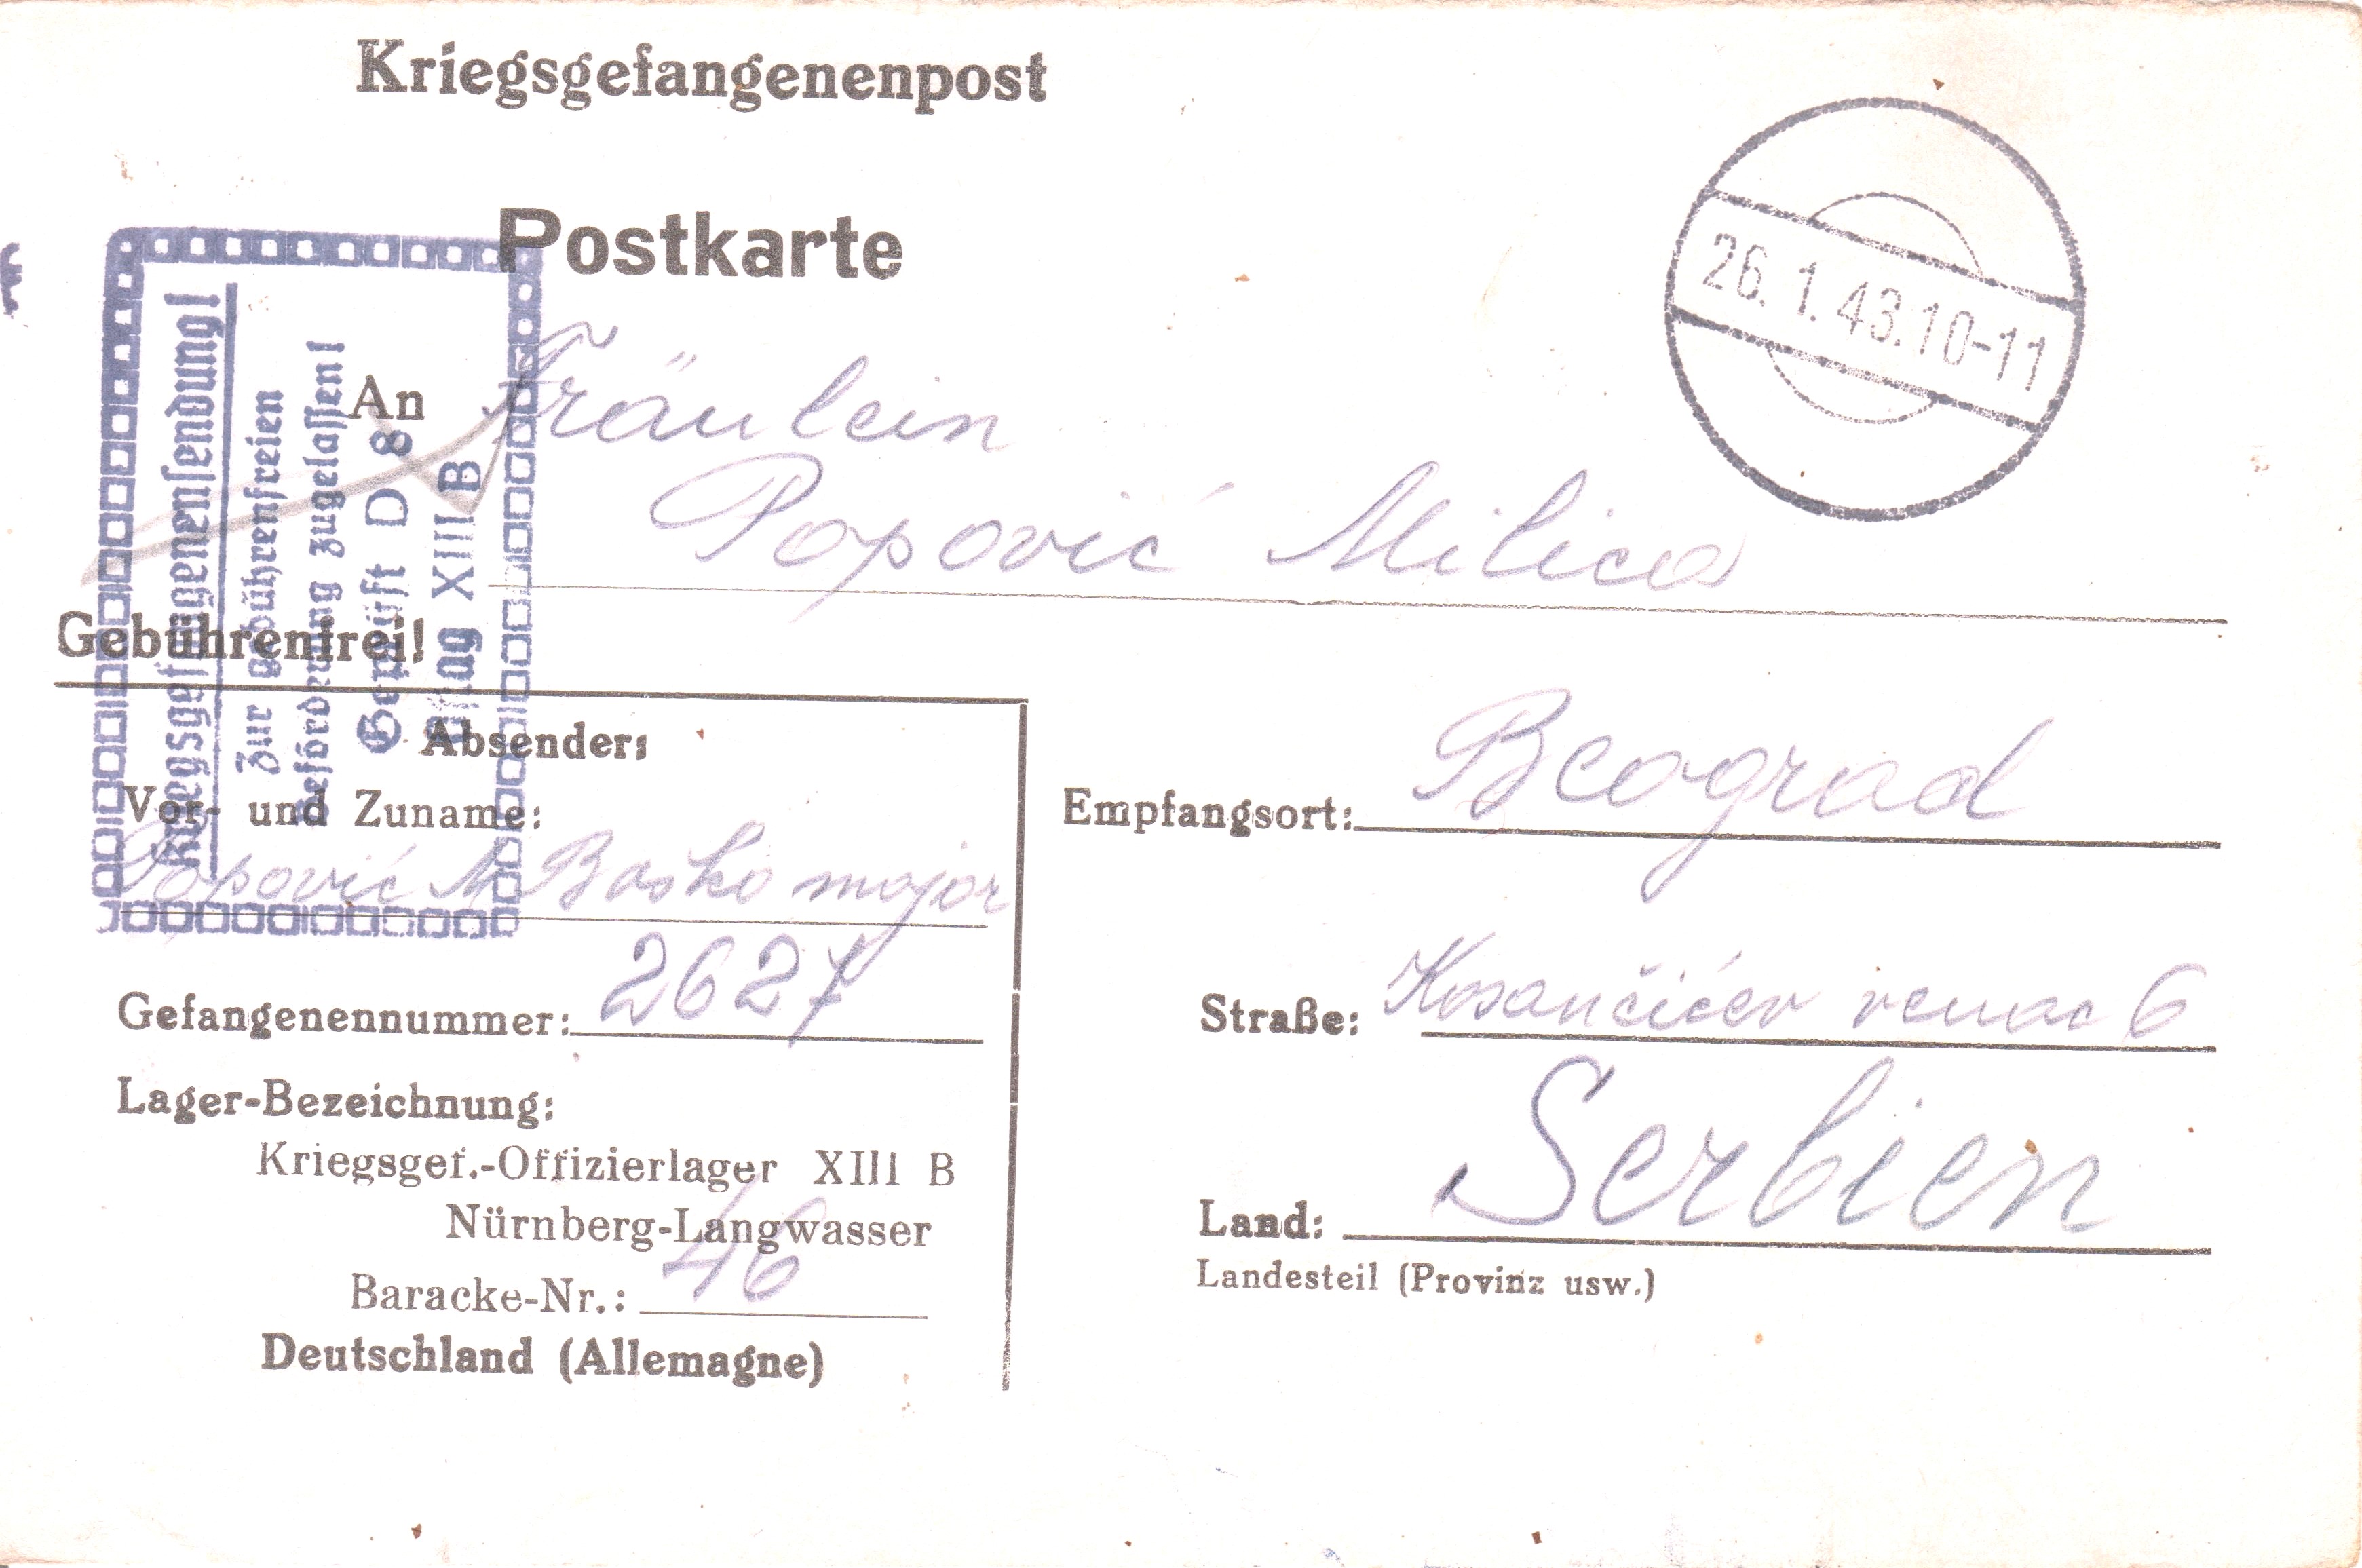 Kriegsgefangenenpost
Postkarte
26.1.43.10-11
Kriegsgefangenensendung!
Zur gebührenfreien
Beförderung zugelassen!
Geprüft D 8
Oflag XIII B
An Fräulein
Popović Milica
Gebührenfrei!
Absender:
Vor- und Zuname:
Popović M Boško major
Gefangenennummer: 2627
Lager-Bezeichnung:
Kriegsgef.-Offizierlager XIII B
Nürnberg-Langwasser
Baracke-Nr.: 46
Deutschland (Allemagne)
Empfangsort: Beograd
Straße: Kosančićev venac 6
Land: Serbien
Landesteil (Provinz usw.)